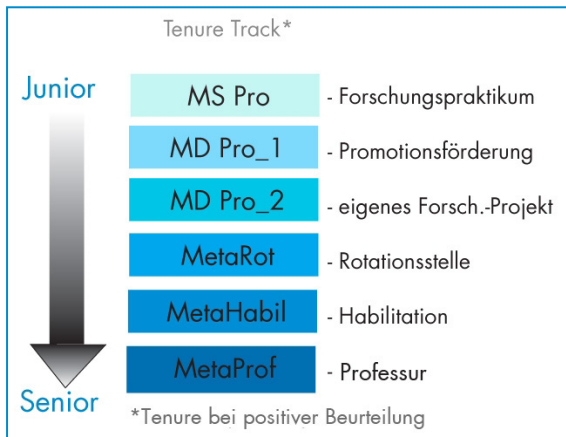 Tenure Track*
Junior
MS Pro - Forschungspraktikum
MD Pro_1 - Promotionsförderung
MD Pro_2 - eigenes Forsch.-Projekt
MetaRot - Rotationsstelle
MetaHabil - Habilitation
MetaProf - Professur
Senior
*Tenure bei positiver Beurteilung